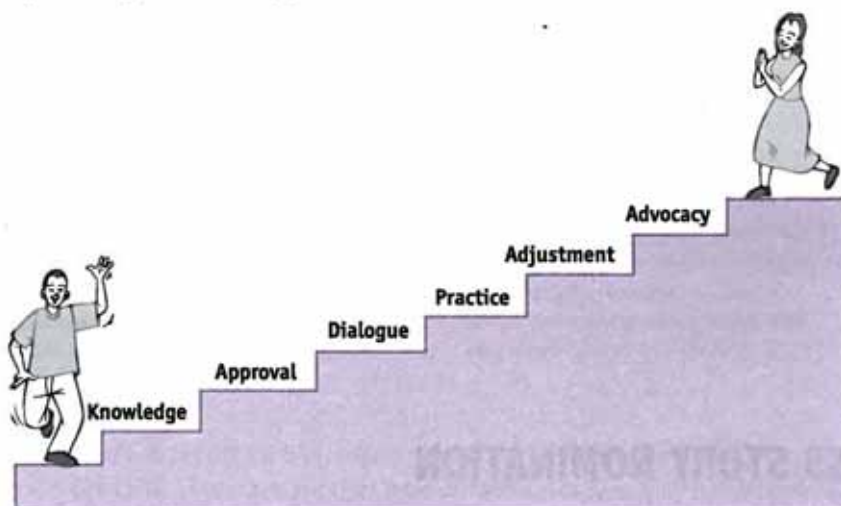 Knowledge
Approval
Dialogue
Practice
Adjustment
Advocacy